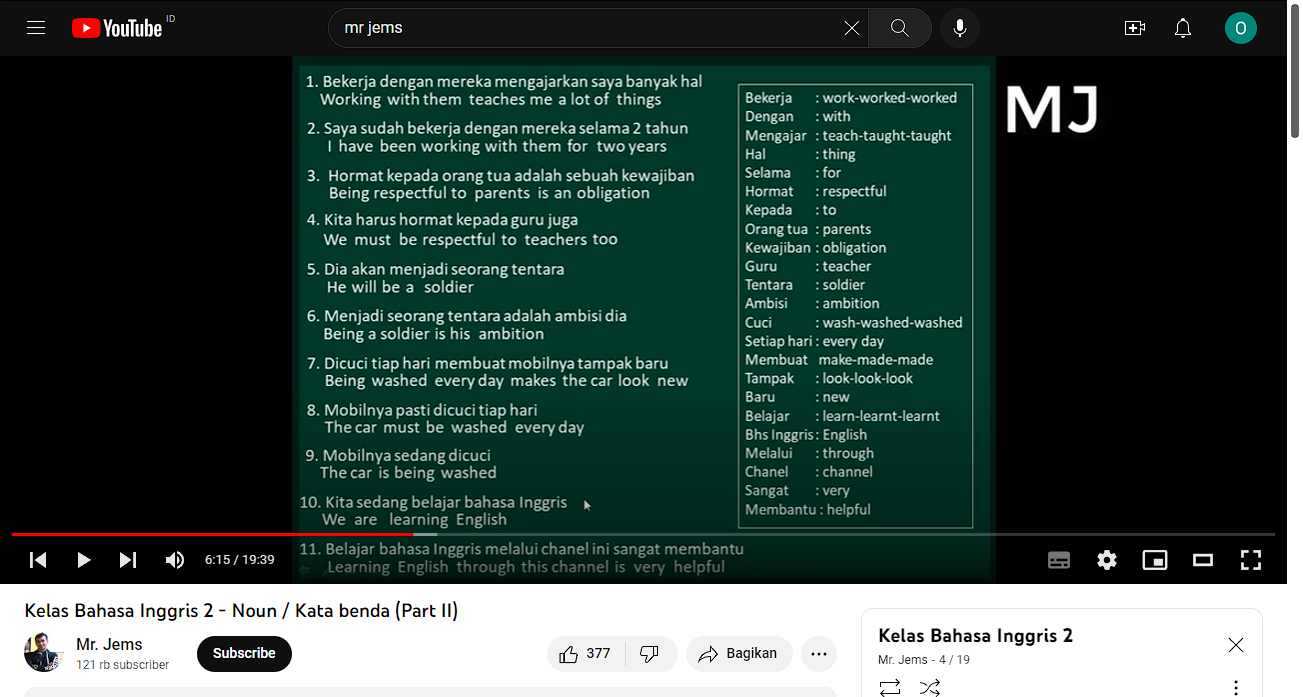 YouTube ID
mr jems
O
1. Bekerja dengan mereka mengajarkan saya banyak hal
Working with them teaches me a lot of things
2. Saya sudah bekerja dengan mereka selama 2 tahun
I have been working with them for two years
3. Hormat kepada orang tua adalah sebuah kewajiban
Being respectful to parents is an obligation
4. Kita harus hormat kepada guru juga
We must be respectful to teachers too
5. Dia akan menjadi seorang tentara
He will be a soldier
6. Menjadi seorang tentara adalah ambisi dia
Being a soldier is his ambition
7. Dicuci tiap hari membuat mobilnya tampak baru
Being washed every day makes the car look new
8. Mobilnya pasti dicuci tiap hari
The car must be washed every day
9. Mobilnya sedang dicuci
The car is being washed
10. Kita sedang belajar bahasa Inggris
We are learning English
11. Belajar bahasa Inggris melalui chanel ini sangat membantu
Learning English through this channel is very helpful
Bekerja : work-worked-worked
Dengan : with
Mengajar : teach-taught-taught
Hal : thing
Selama : for
Hormat : respectful
Kepada : to
Orang tua : parents
Kewajiban : obligation
Guru : teacher
Tentara : soldier
Ambisi : ambition
Cuci : wash-washed-washed
Setiap hari : every day
Membuat make-made-made
Tampak : look-look-look
Baru : new
Belajar : learn-learnt-learnt
Bhs Inggris : English
Melalui : through
Chanel : channel
Sangat : very
Membantu : helpful
MJ
6:15 / 19:39
Kelas Bahasa Inggris 2 - Noun / Kata benda (Part II)
Mr. Jems
121 rb subscriber
Subscribe
377
Bagikan
Kelas Bahasa Inggris 2
Mr. Jems - 4 / 19